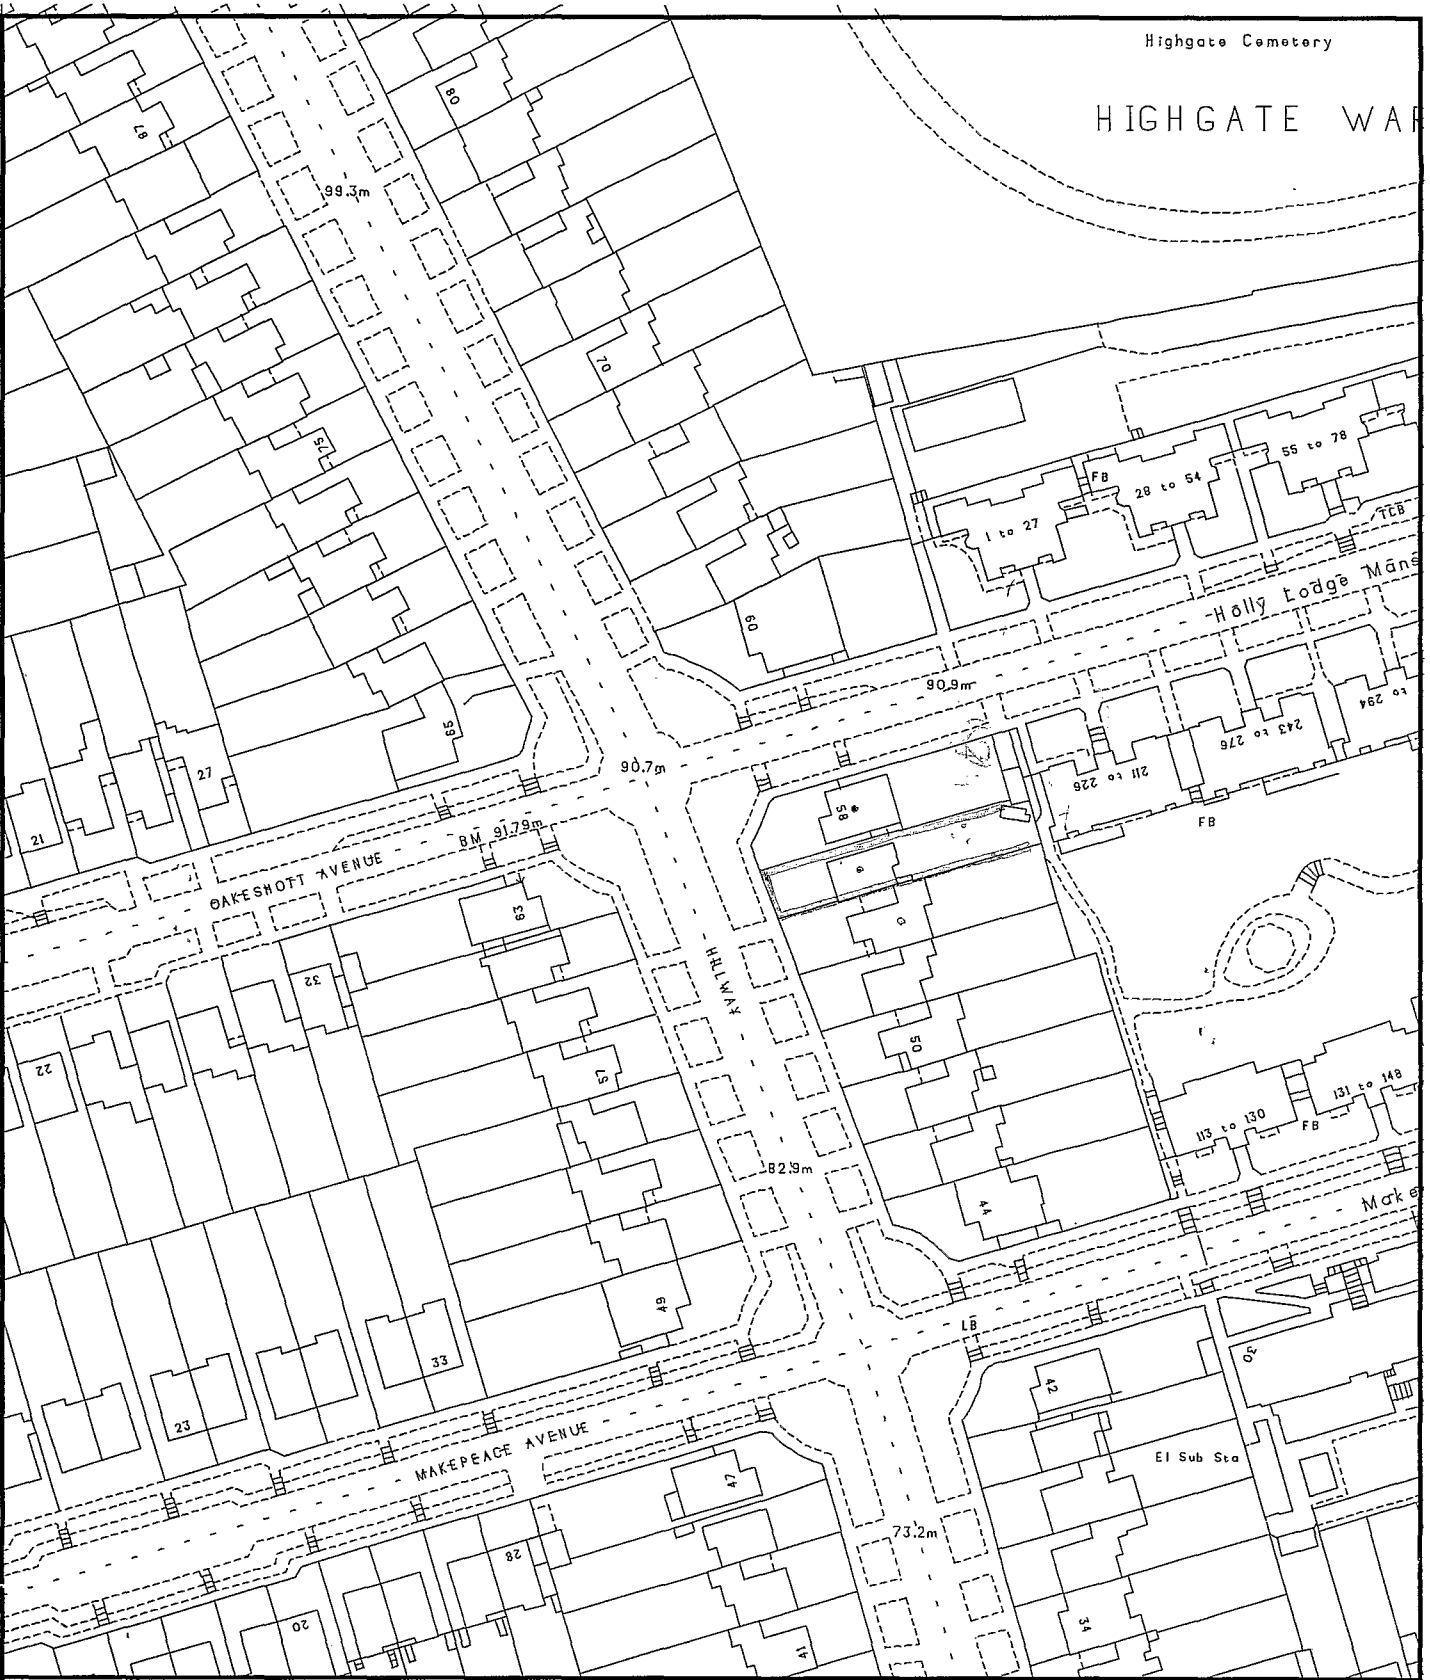 Highgate Cemetery
HIGHGATE WAR
80
87
99.3m
70
75
55 to 78
FB
28 to 54
TCB
1 to 27
Holly Lodge Mans
60
90.9m
to 294
243 to 276
65
90.7m
211 to 226
27
58
FB
21
BM 91.79m
OAKESHOTT AVENUE
63
HILLWAY
32
50
22
57
131 to 148
113 to 130
FB
82.9m
44
Make
49
LB
33
30
42
23
MAKEPEACE AVENUE
El Sub Sta
47
73.2m
28
20
34
41